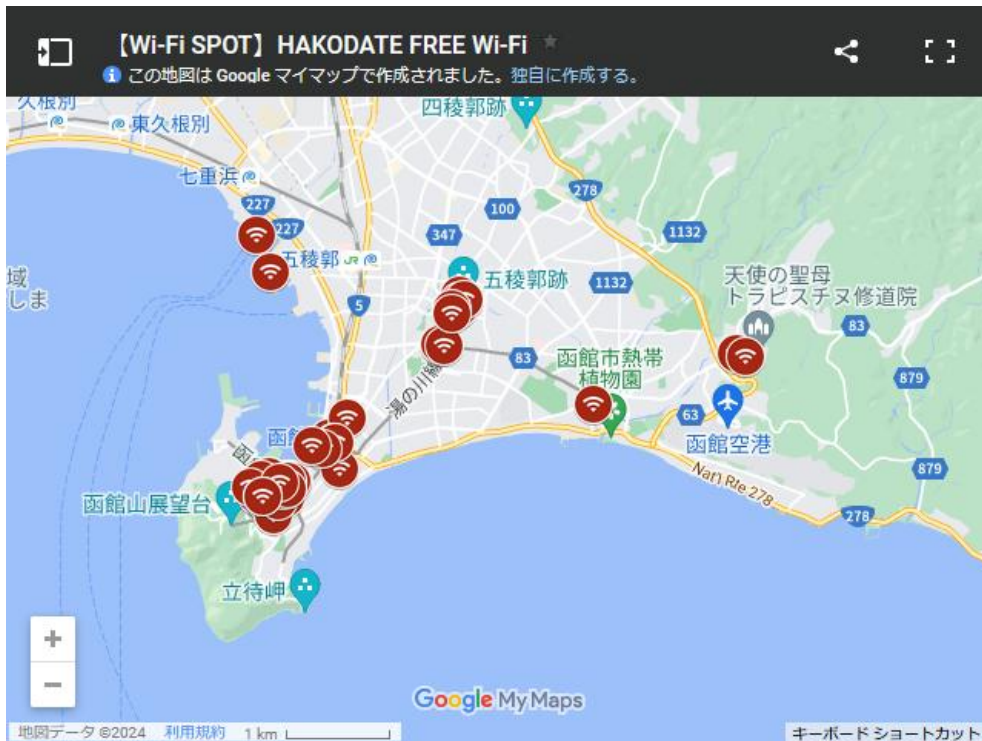 【Wi-Fi SPOT】HAKODATE FREE Wi-Fi
この地図は Google マイマップで作成されました。独自に作成する。
久根別
東久根別
四稜郭跡
七重浜
278
227
100
227
347
1132
五稜郭 JR
五稜郭跡
1132
天使の聖母
トラピスチヌ修道院
域
しま
5
83
83
函館市熱帯
植物園
879
湯の川線
63
函館空港
函館山展望台
879
Nat'l Rte 278
278
立待岬
+
−
Google My Maps
地図データ ©2024 利用規約 1 km
キーボード ショートカット